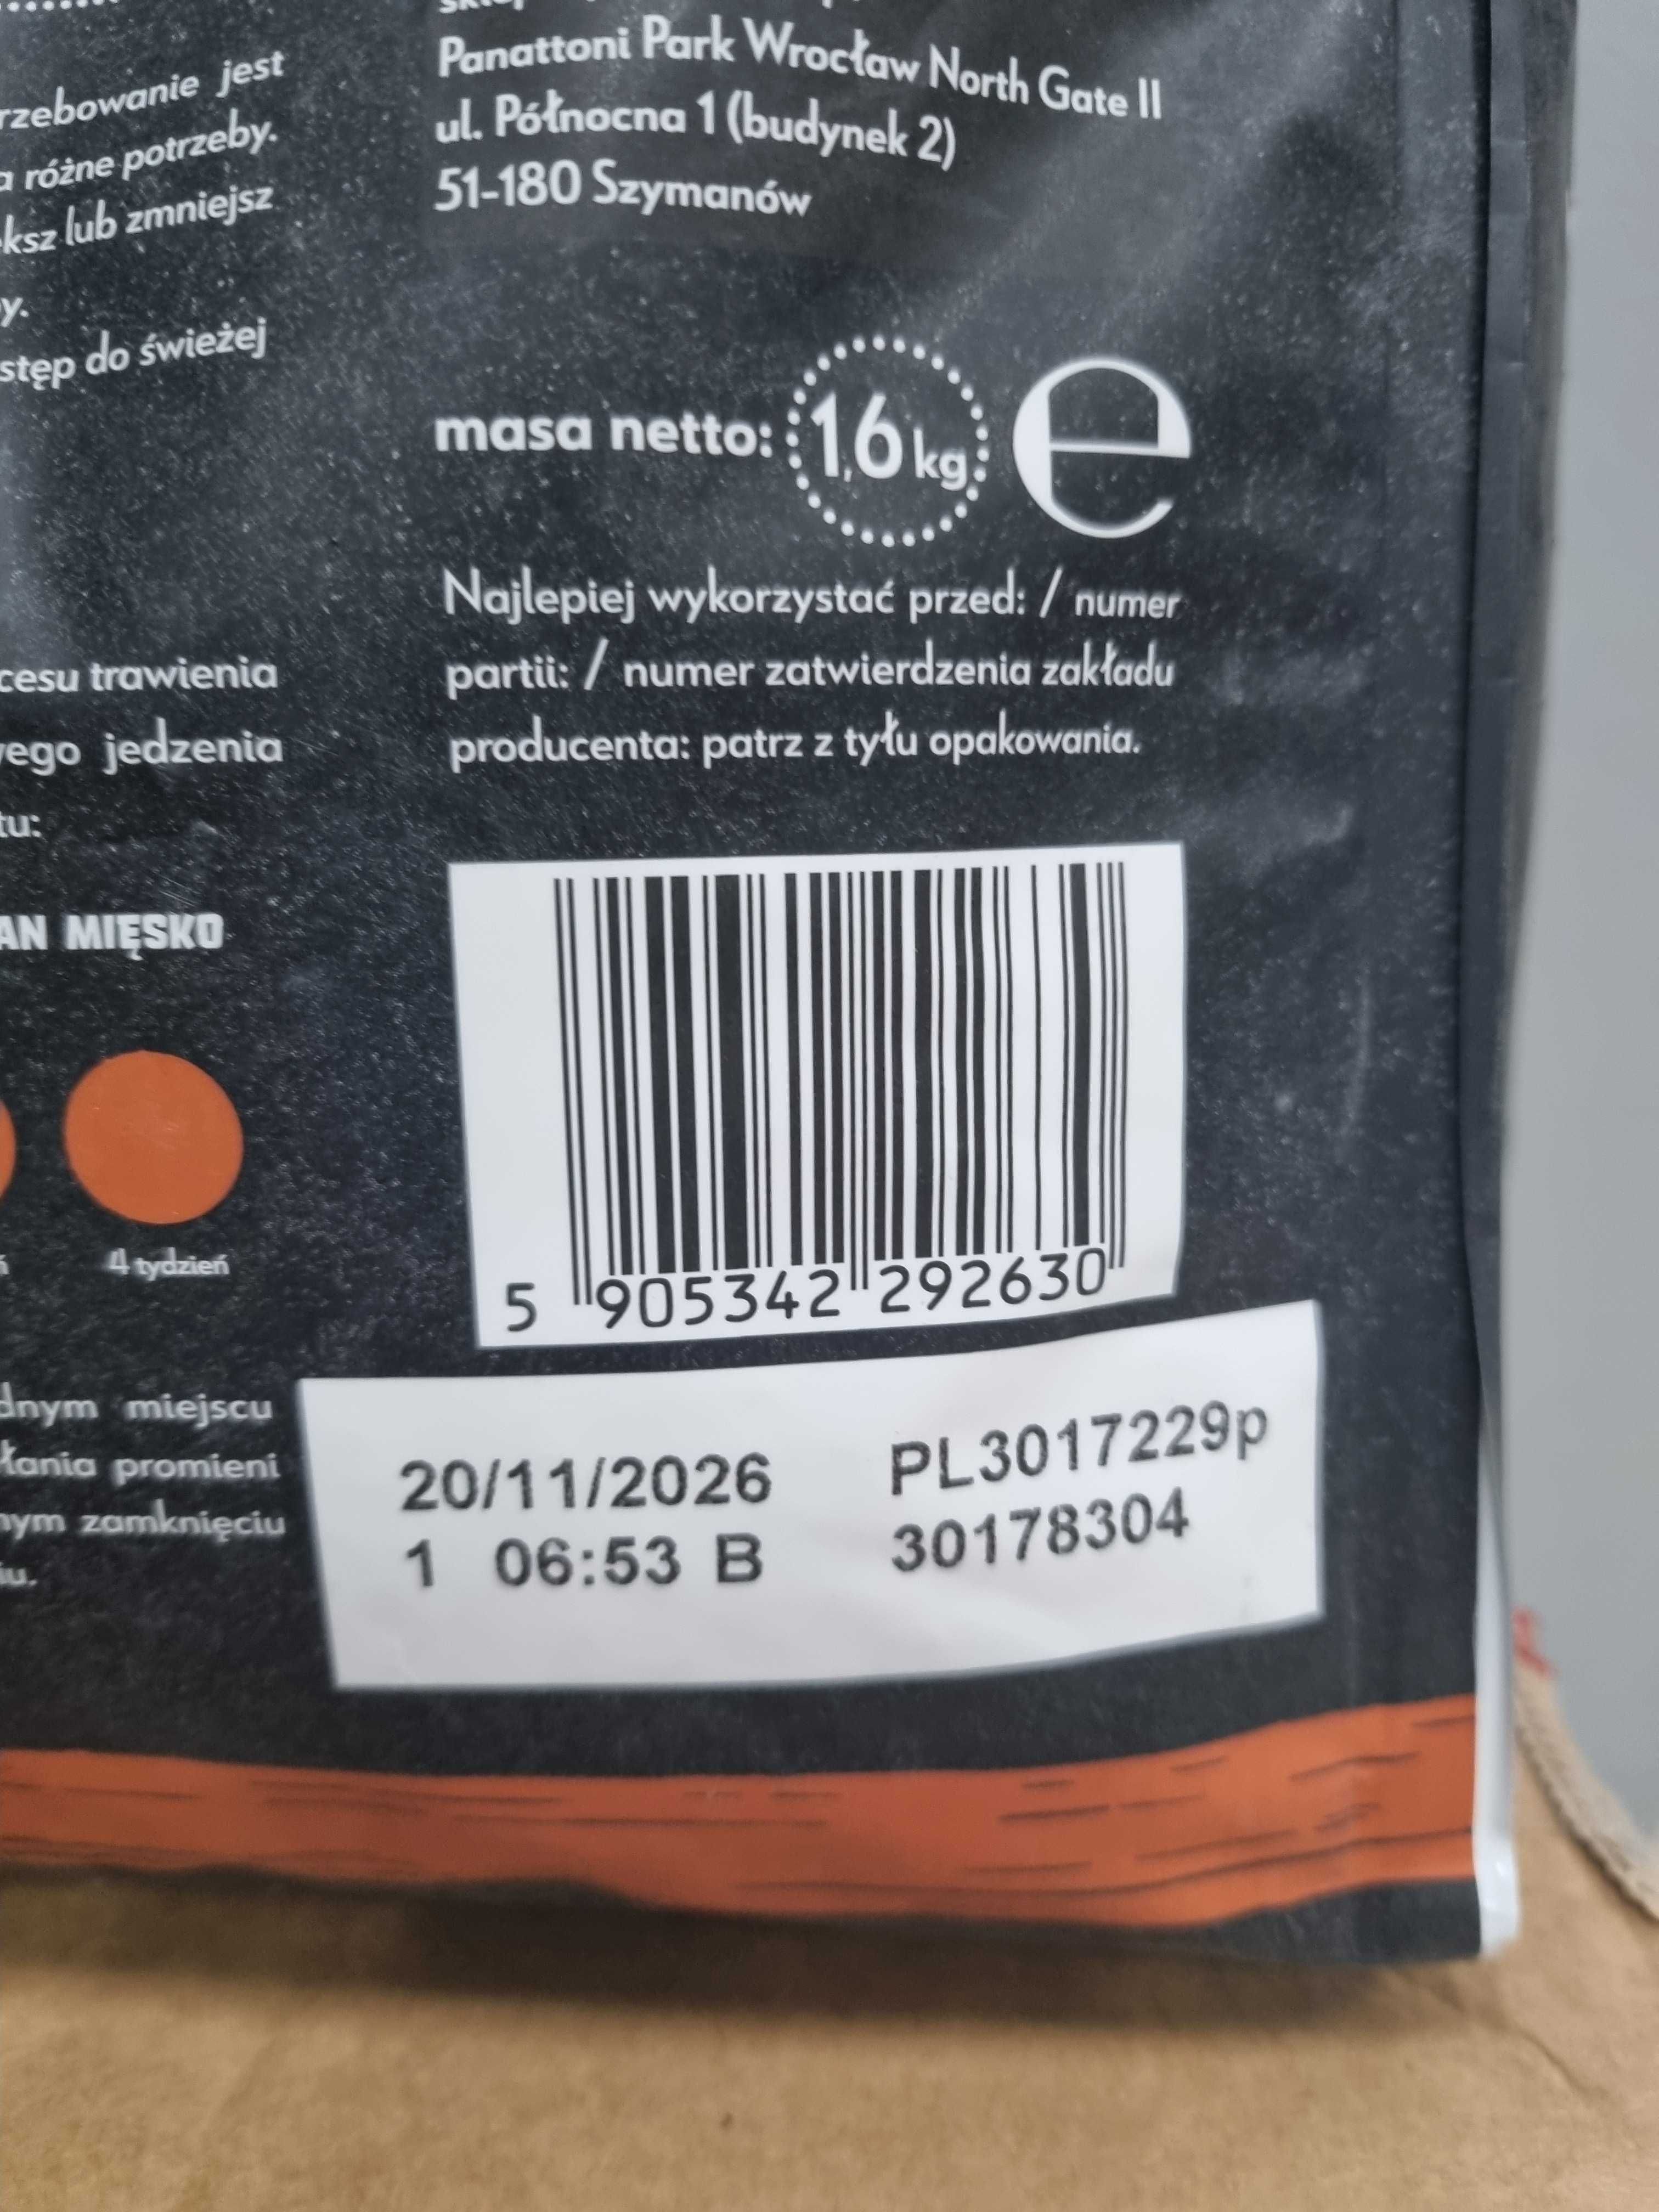 rzebowanie jest
a różne potrzeby.
ksz lub zmniejsz
y.
stęp do świeżej
cesu trawienia
ego jedzenia
tu:
AN MIĘSKO
4 tydzień
dnym miejscu
łania promieni
nym zamknięciu
iu.
Panattoni Park Wrocław North Gate II
ul. Północna 1 (budynek 2)
51-180 Szymanów
masa netto: 1,6 kg e
Najlepiej wykorzystać przed: / numer
partii: / numer zatwierdzenia zakładu
producenta: patrz z tyłu opakowania.
5 905342 292630
20/11/2026 PL3017229p
1 06:53 B 30178304